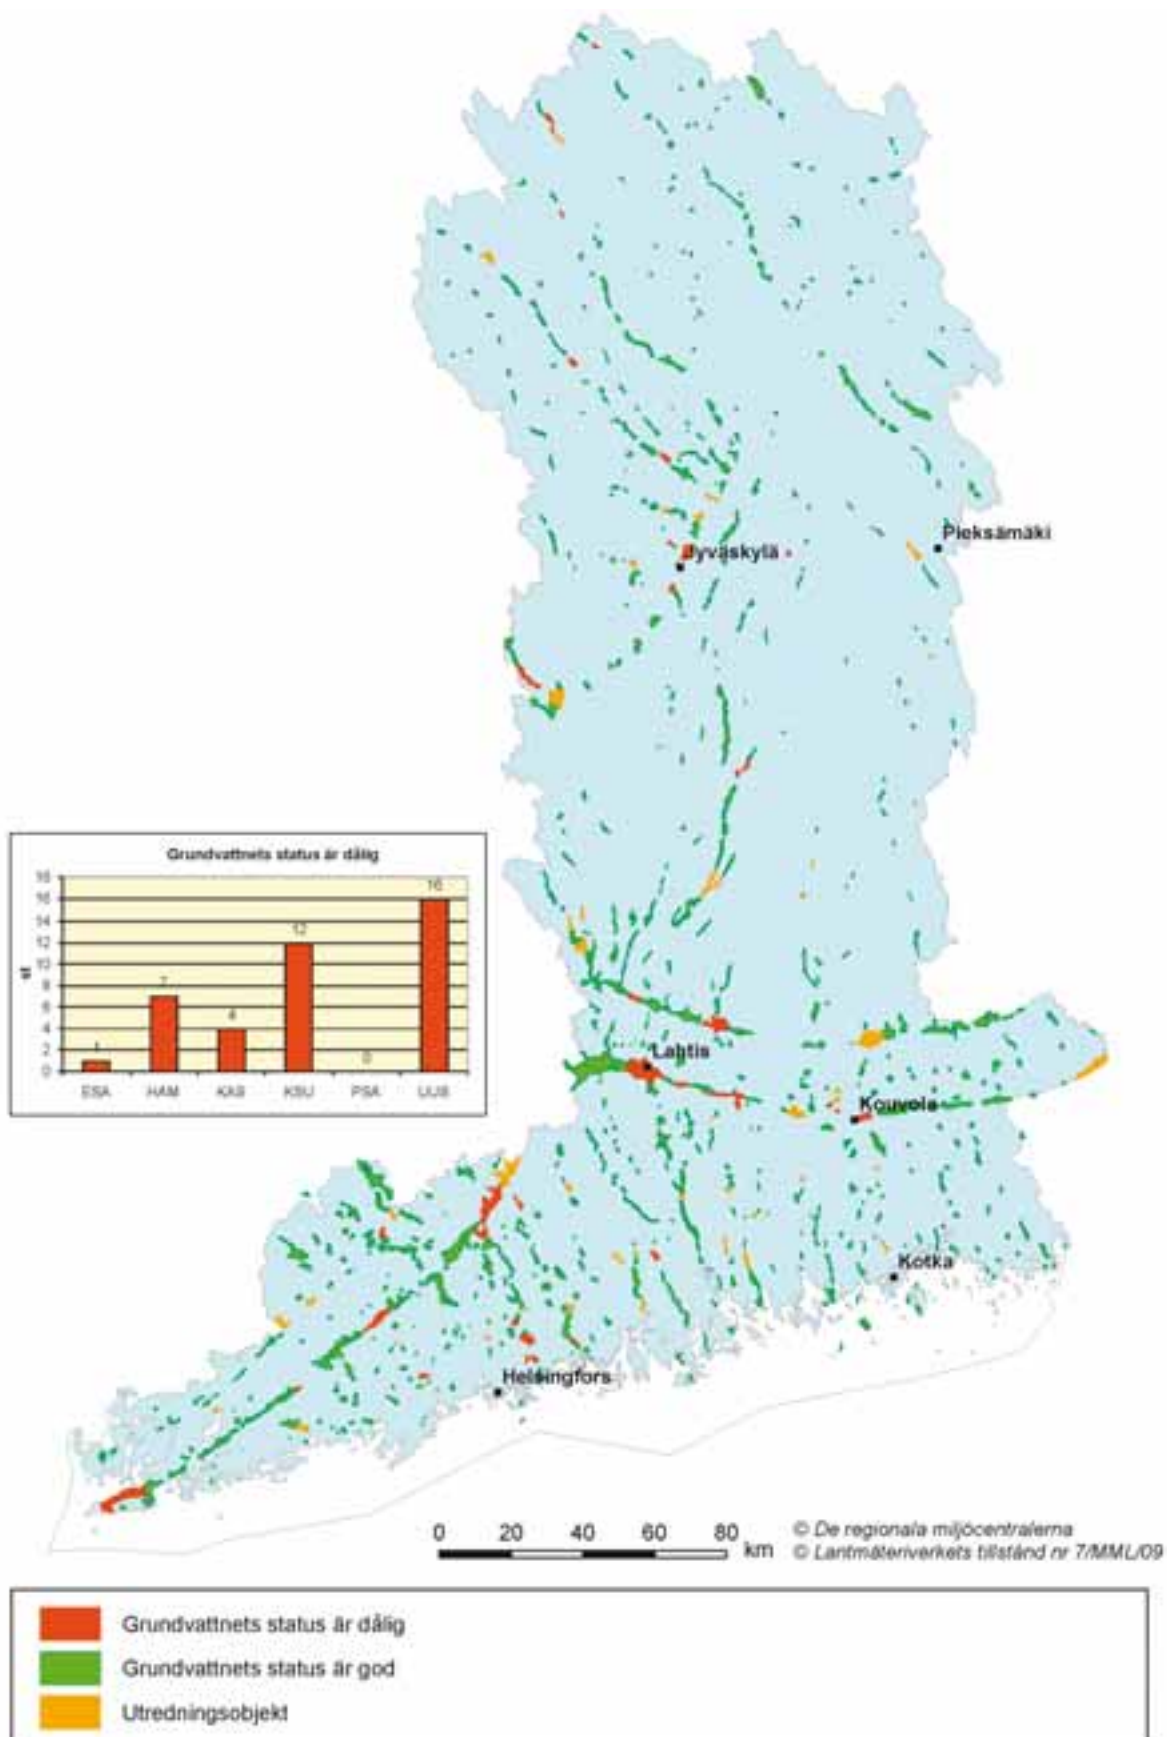 Pieksämäki
Jyväskylä
Grundvattnets status är dålig
18
16
14
12
10
8
6
4
2
0
st
1
7
4
12
0
16
ESA HAM KAS KSU PSA UUS
Lahtis
Kouvola
Kotka
Helsingfors
0 20 40 60 80
km
© De regionala miljöcentralerna
© Lantmäteriverkets tillstånd nr 7/MML/09
Grundvattnets status är dålig
Grundvattnets status är god
Utredningsobjekt